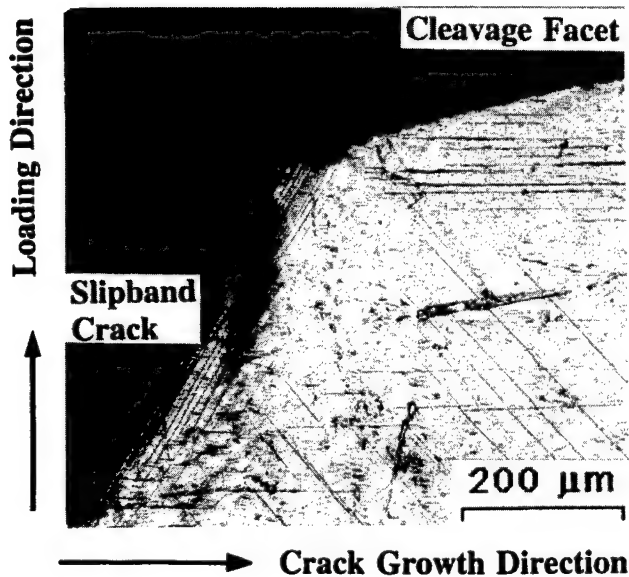 Cleavage Facet
Loading Direction
Slipband
Crack
200 μm
Crack Growth Direction